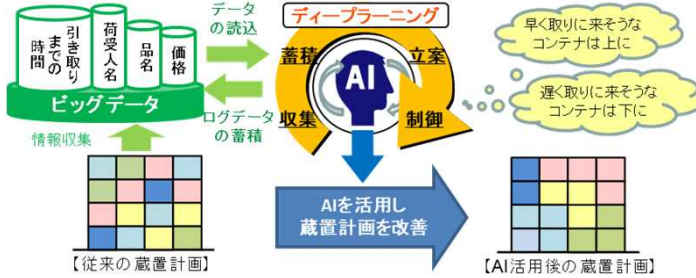 引き取り
までの
時間
荷受人名
品名
価格
ビッグデータ
情報収集
データ
の読込
ログデータ
の蓄積
ディープラーニング
蓄積
立案
AI
収集
制御
早く取りに来そうな
コンテナは上に
遅く取りに来そうな
コンテナは下に
AIを活用し
蔵置計画を改善
【従来の蔵置計画】
【AI活用後の蔵置計画】